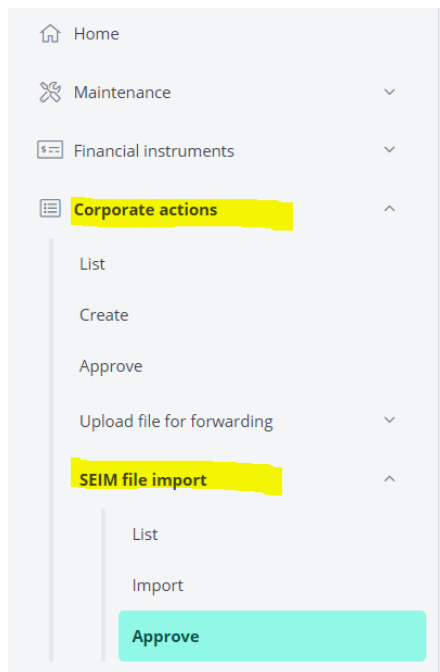 Home
Maintenance
Financial instruments
Corporate actions
List
Create
Approve
Upload file for forwarding
SEIM file import
List
Import
Approve